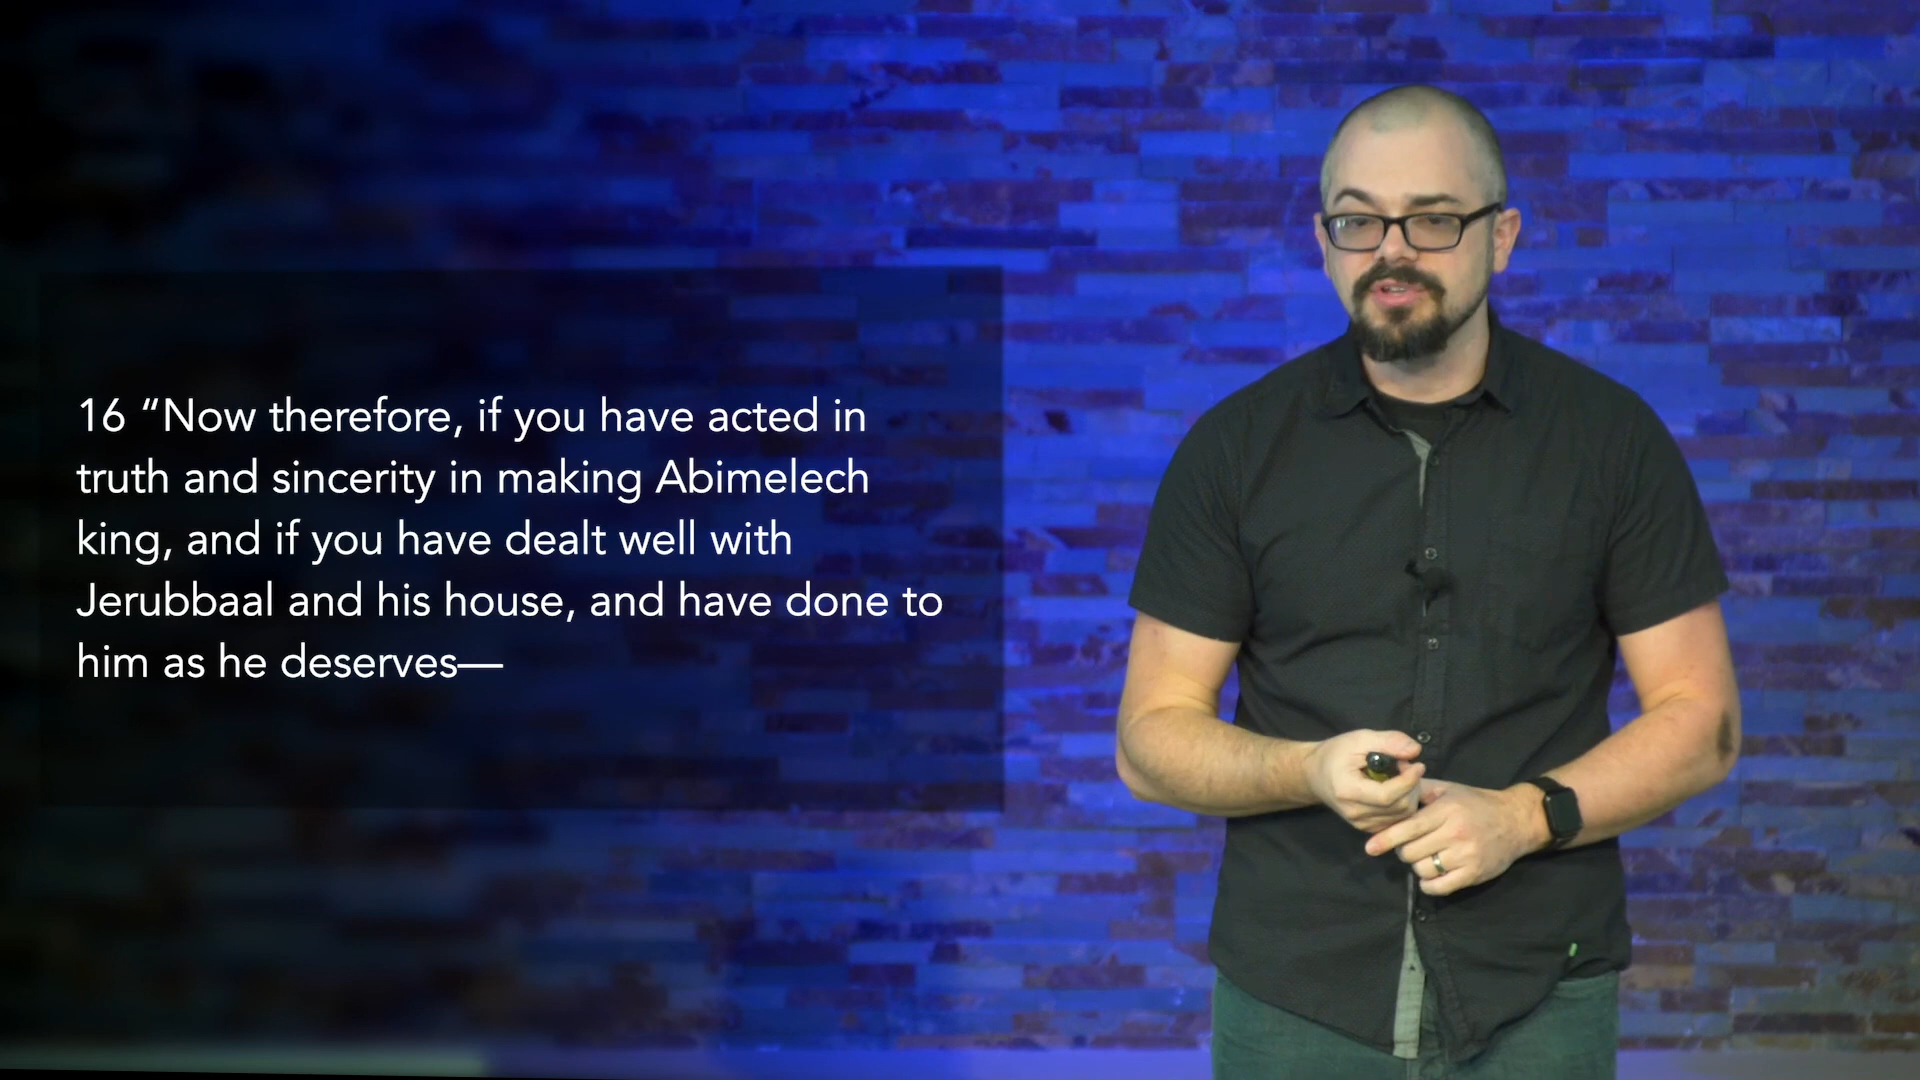 16 “Now therefore, if you have acted in
truth and sincerity in making Abimelech
king, and if you have dealt well with
Jerubbaal and his house, and have done to
him as he deserves—